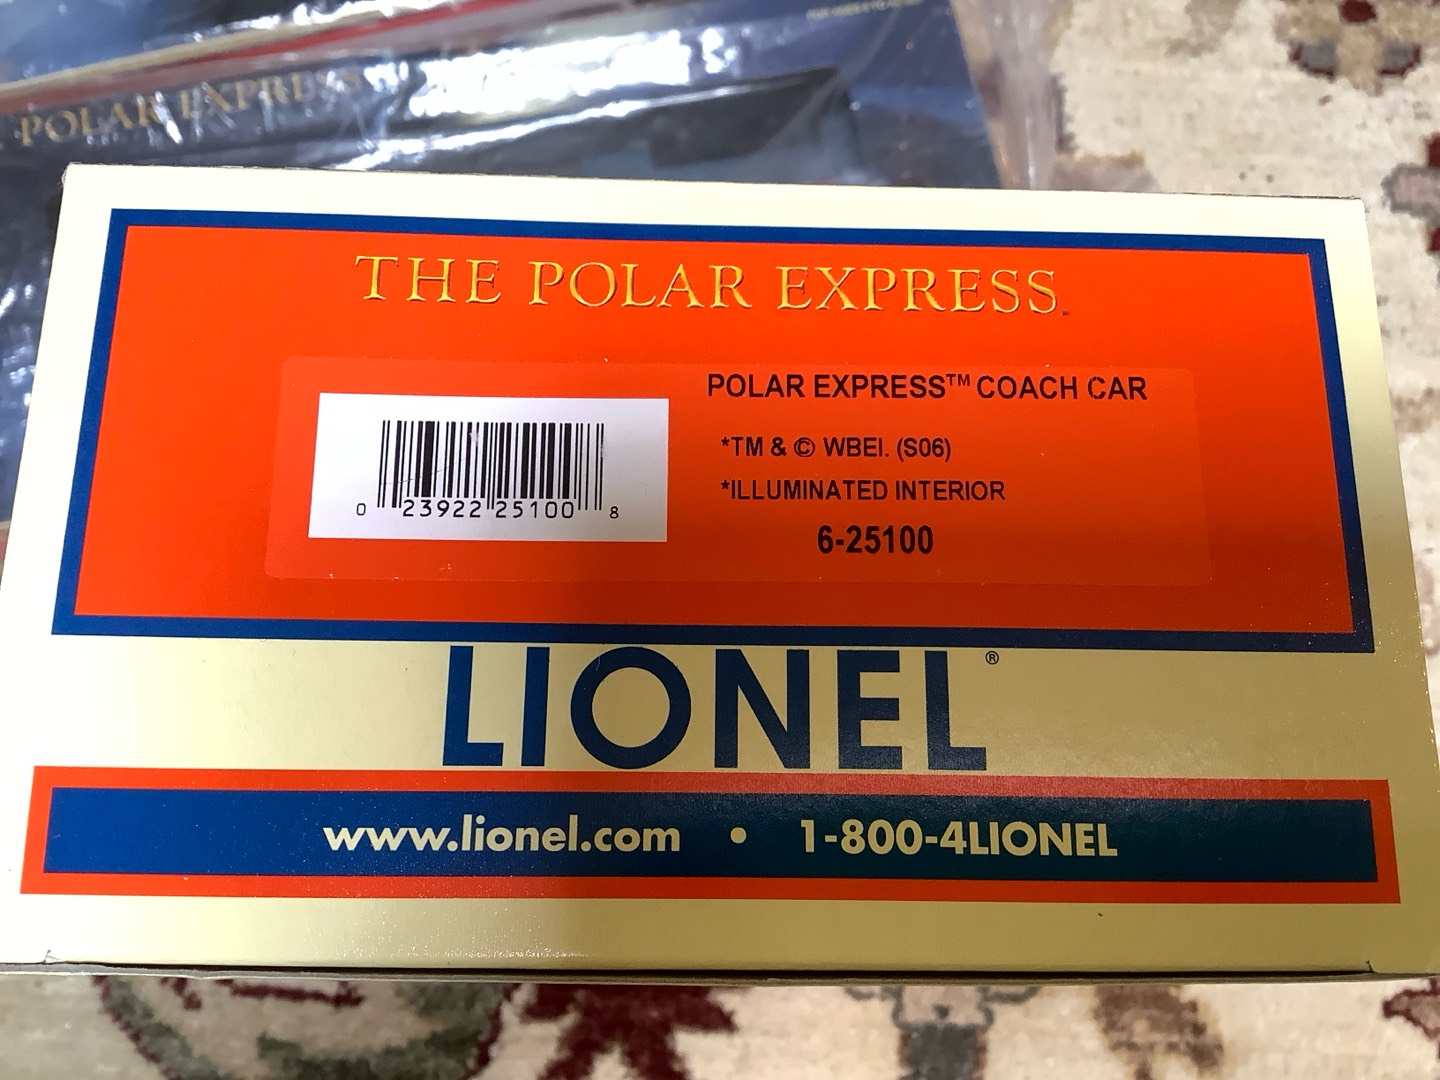 POLAR EXPRESS
THE POLAR EXPRESS
POLAR EXPRESS™ COACH CAR
*TM & © WBEI. (S06)
*ILLUMINATED INTERIOR
6-25100
0 23922 25100 8
LIONEL®
www.lionel.com • 1-800-4LIONEL